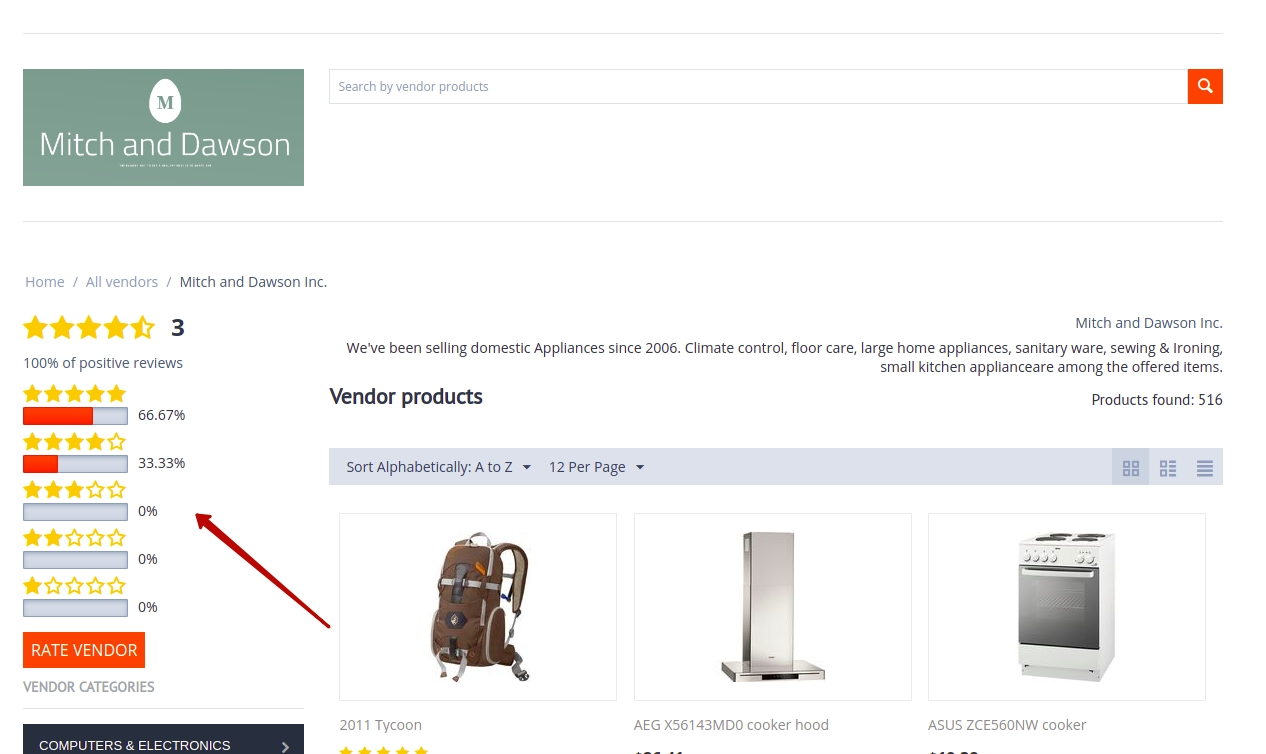 Search by vendor products
M
Mitch and Dawson
Home / All vendors / Mitch and Dawson Inc.
3
100% of positive reviews
66.67%
33.33%
0%
0%
0%
RATE VENDOR
VENDOR CATEGORIES
COMPUTERS & ELECTRONICS
Mitch and Dawson Inc.
We've been selling domestic Appliances since 2006. Climate control, floor care, large home appliances, sanitary ware, sewing & Ironing,
small kitchen applianceare among the offered items.
Vendor products
Products found: 516
Sort Alphabetically: A to Z 12 Per Page
2011 Tycoon
AEG X56143MD0 cooker hood
ASUS ZCE560NW cooker